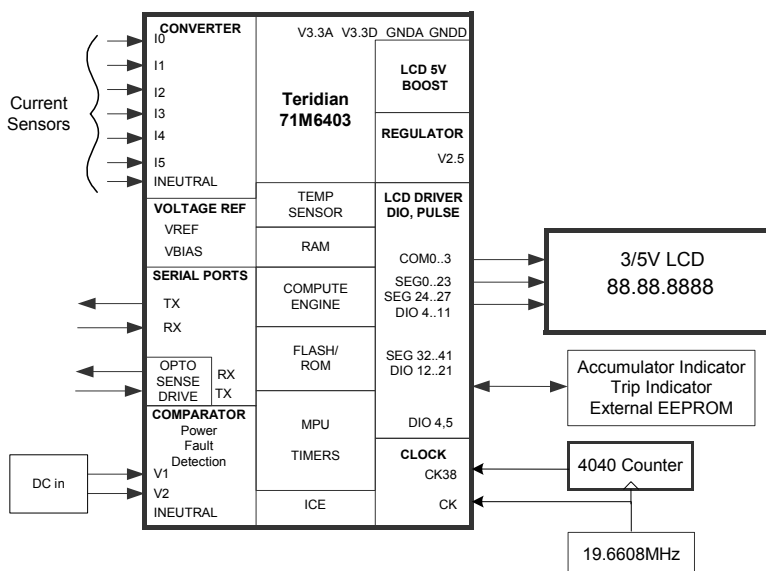 CONVERTER
I0
I1
I2
I3
I4
I5
INEUTRAL
Current
Sensors
V3.3A V3.3D GNDA GNDD
Teridian
71M6403
LCD 5V
BOOST
REGULATOR
V2.5
VOLTAGE REF
VREF
VBIAS
TEMP
SENSOR
RAM
LCD DRIVER
DIO, PULSE
COM0..3
SEG0..23
SEG 24..27
DIO 4..11
SEG 32..41
DIO 12..21
DIO 4,5
3/5V LCD
88.88.8888
SERIAL PORTS
TX
RX
COMPUTE
ENGINE
FLASH/
ROM
OPTO
SENSE
DRIVE
RX
TX
Accumulator Indicator
Trip Indicator
External EEPROM
COMPARATOR
Power
Fault
Detection
V1
V2
INEUTRAL
DC in
MPU
TIMERS
ICE
CLOCK
CK38
CK
4040 Counter
19.6608MHz